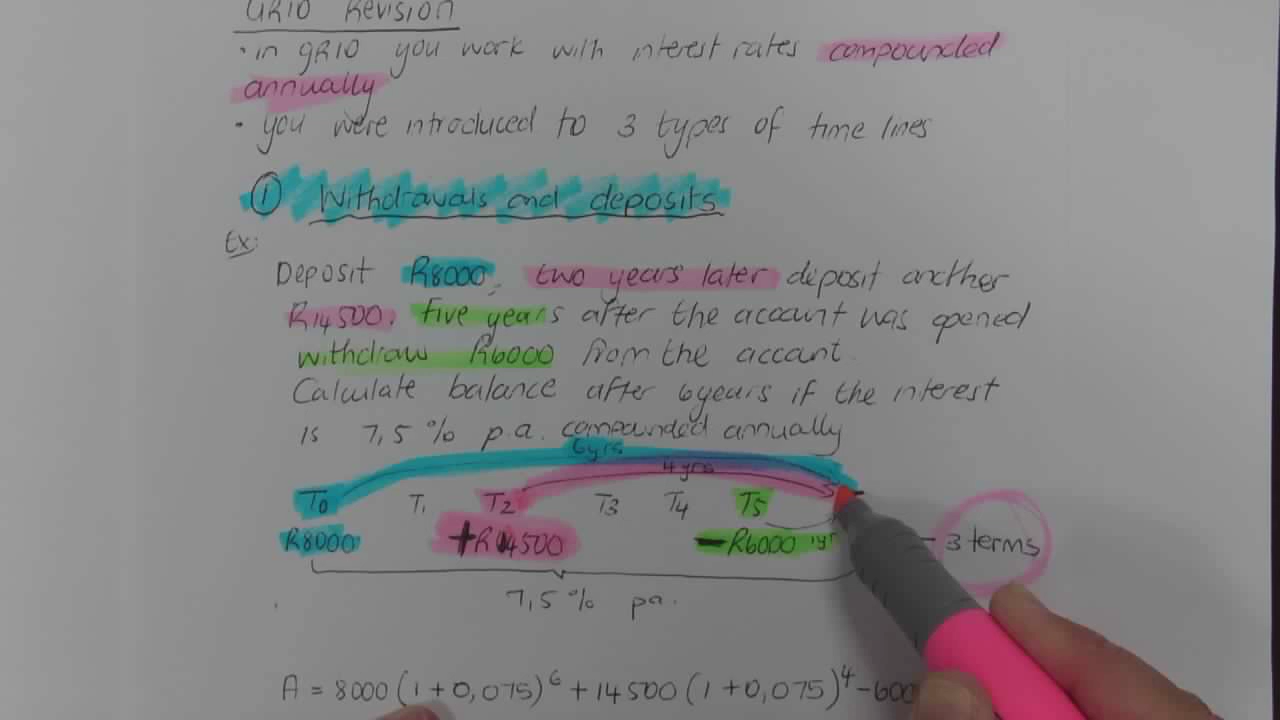 GR10 Revision
• in gR10 you work with interest rates compounded
annually
• you were introduced to 3 types of time lines
① Withdrawals and deposits
Ex:
Deposit R8000, two years later deposit another
R14500. Five years after the account was opened
withdraw R6000 from the account.
Calculate balance after 6years if the interest
is 7,5% p.a. compounded annually
6yrs
4yrs
T0 T1 T2 T3 T4 T5
R8000 +R14500 -R6000 1yr - 3 terms
7,5% pa.
A = 8000(1+0,075)^6 + 14500(1+0,075)^4 - 600